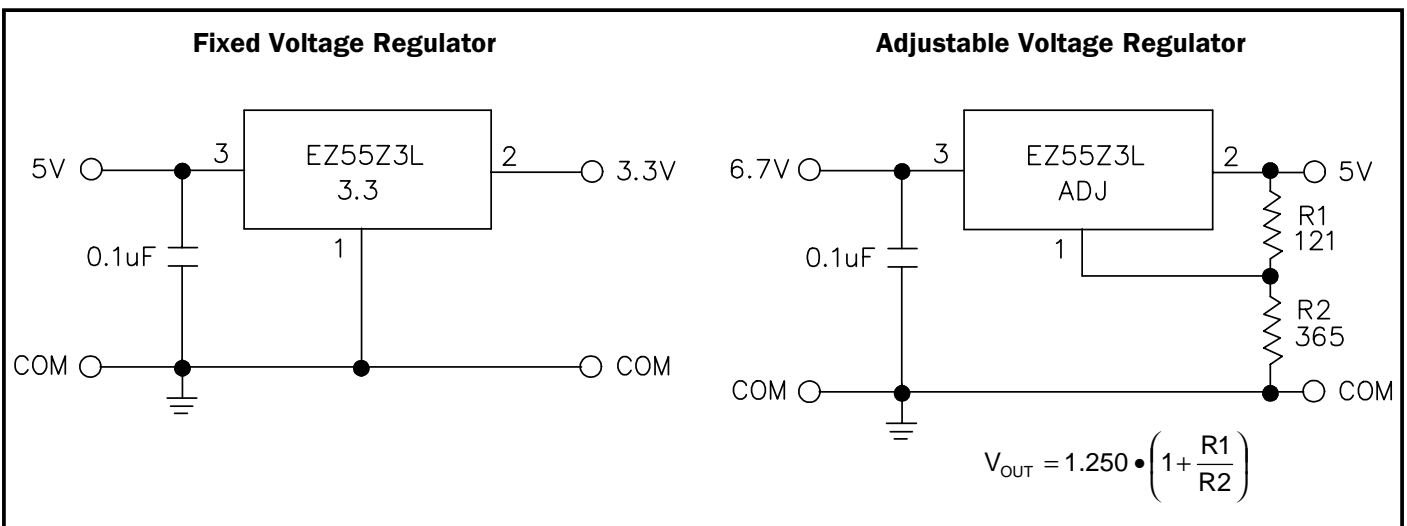 Fixed Voltage Regulator
5V
3
EZ55Z3L
3.3
2
3.3V
0.1uF
1
COM
COM
Adjustable Voltage Regulator
6.7V
3
EZ55Z3L
ADJ
2
5V
R1
121
0.1uF
1
R2
365
COM
COM
V_OUT = 1.250 • (1 + R1/R2)